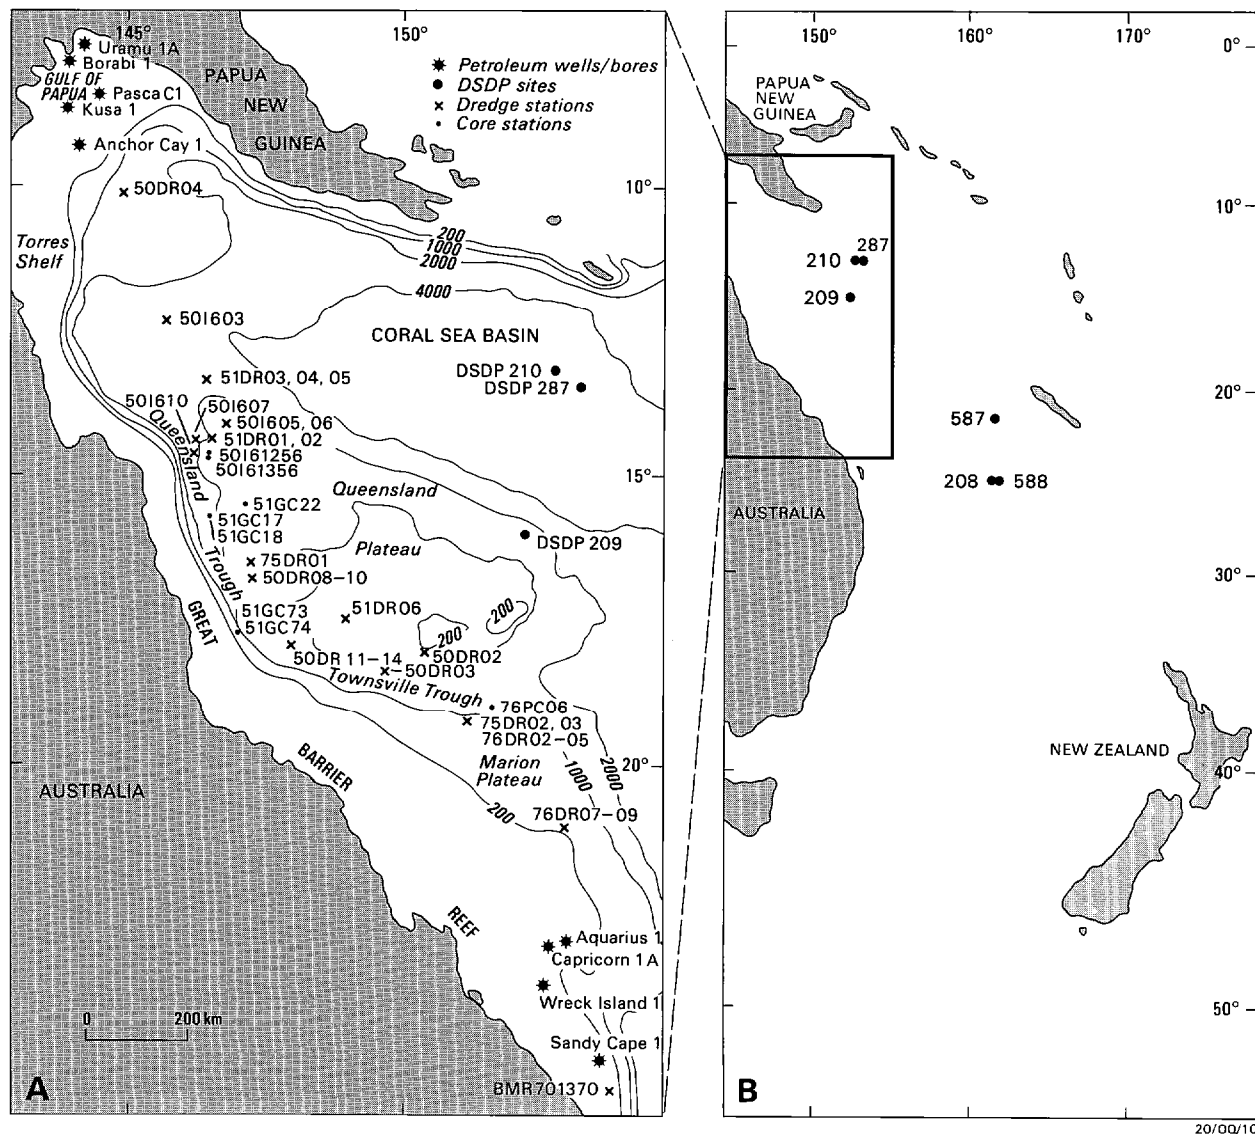 145°
150°
Uramu 1A
Borabi 1
GULF OF
PAPUA
Pasca C1
Kusa 1
Anchor Cay 1
PAPUA
NEW
GUINEA
Petroleum wells/bores
DSDP sites
Dredge stations
Core stations
50DR04
10°
Torres
Shelf
200
1000
2000
4000
50I603
CORAL SEA BASIN
DSDP 210
DSDP 287
51DR03, 04, 05
50I610
50I607
50I605, 06
51DR01, 02
50I61256
50I61356
15°
Queensland
Trough
Queensland
Plateau
51GC22
51GC17
51GC18
DSDP 209
75DR01
50DR08-10
51GC73
51GC74
51DR06
200
200
50DR02
50DR 11-14
50DR03
Townsville Trough
76PC06
75DR02, 03
76DR02-05
Marion
Plateau
1000
2000
20°
200
76DR07-09
GREAT
BARRIER
REEF
AUSTRALIA
Aquarius 1
Capricorn 1A
Wreck Island 1
Sandy Cape 1
BMR701370
0
200 km
A
150°
160°
170°
0°
PAPUA
NEW
GUINEA
10°
287
210
209
20°
587
208
588
AUSTRALIA
30°
NEW ZEALAND
40°
50°
B
20/OQ/10